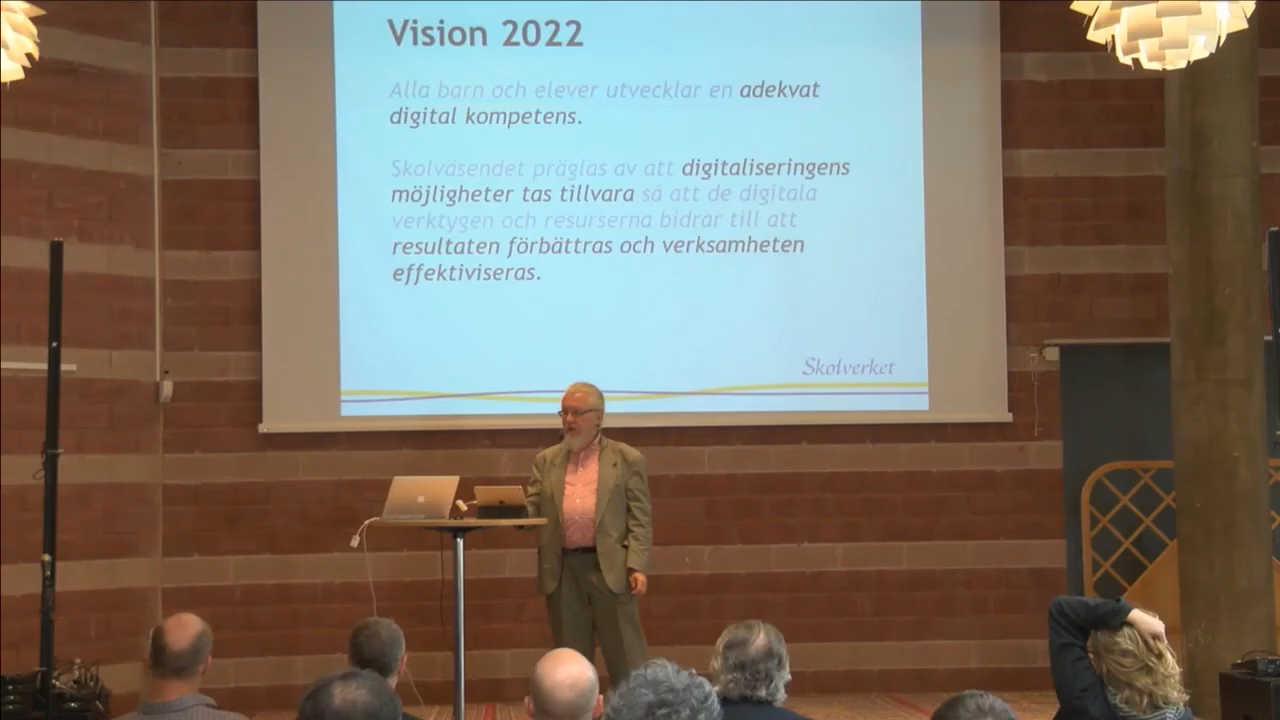 Vision 2022
Alla barn och elever utvecklar en adekvat
digital kompetens.
Skolväsendet präglas av att digitaliseringens
möjligheter tas tillvara så att de digitala
verktygen och resurserna bidrar till att
resultaten förbättras och verksamheten
effektiviseras.
Skolverket